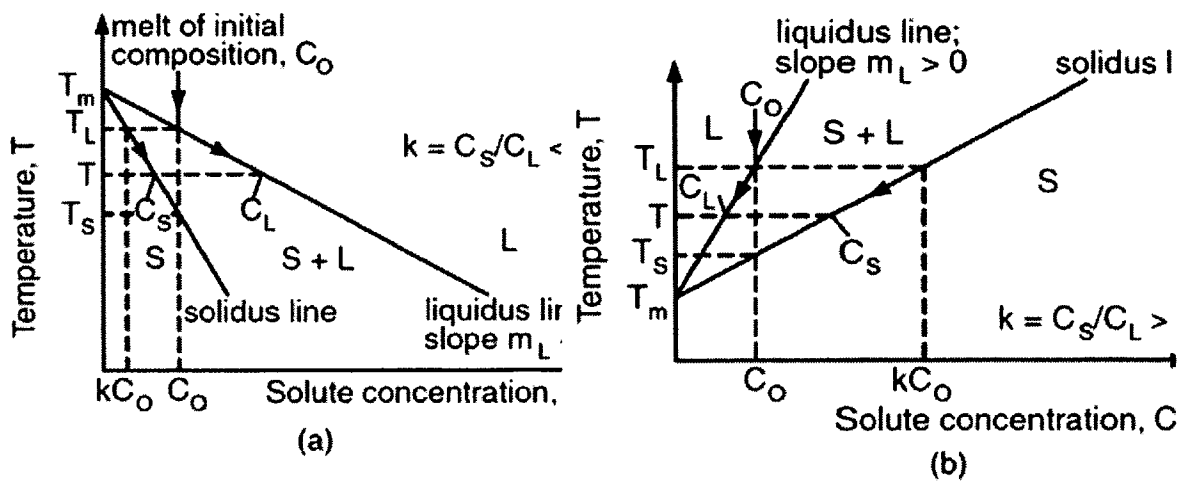 melt of initial
composition, C_O
T_m
T_L
T
T_S
Temperature, T
C_S
C_L
S
S + L
L
k = C_S/C_L <
solidus line
liquidus
slope m_L
kC_O C_O
Solute concentration,
(a)
liquidus line;
slope m_L > 0
solidus
C_O
L
S + L
S
T_L
T
T_S
T_m
Temperature, T
C_L
C_S
k = C_S/C_L >
C_O
kC_O
Solute concentration, C
(b)